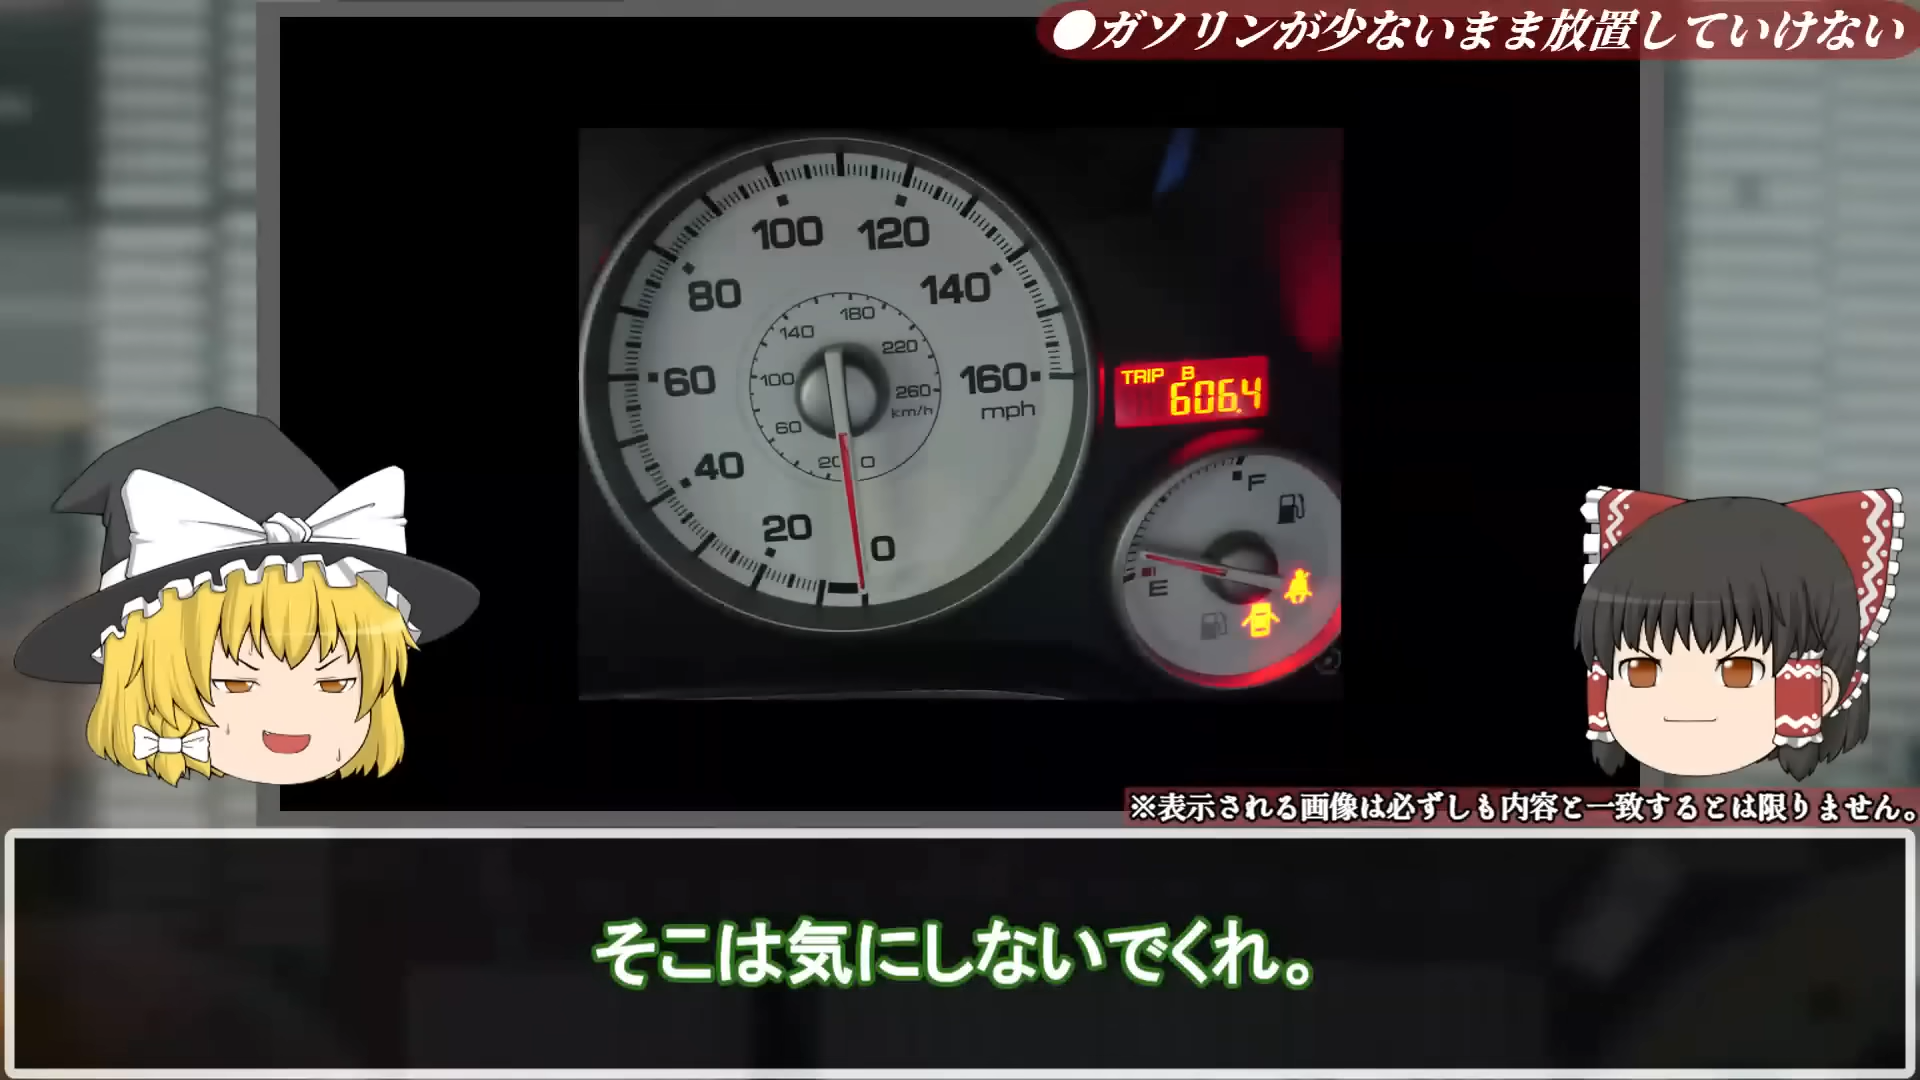 ●ガソリンが少ないまま放置していけない
100 120
80 140
60 160
mph
40
20 0
180
140 220
100 260
km/h
60
20 0
TRIP B
606.4
F
E
※表示される画像は必ずしも内容と一致するとは限りません。
そこは気にしないでくれ。